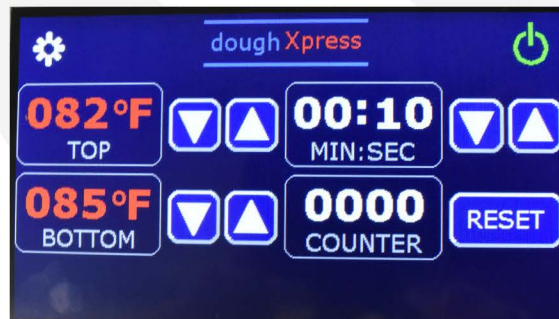 dough Xpress
082°F
TOP
00:10
MIN:SEC
085°F
BOTTOM
0000
COUNTER
RESET